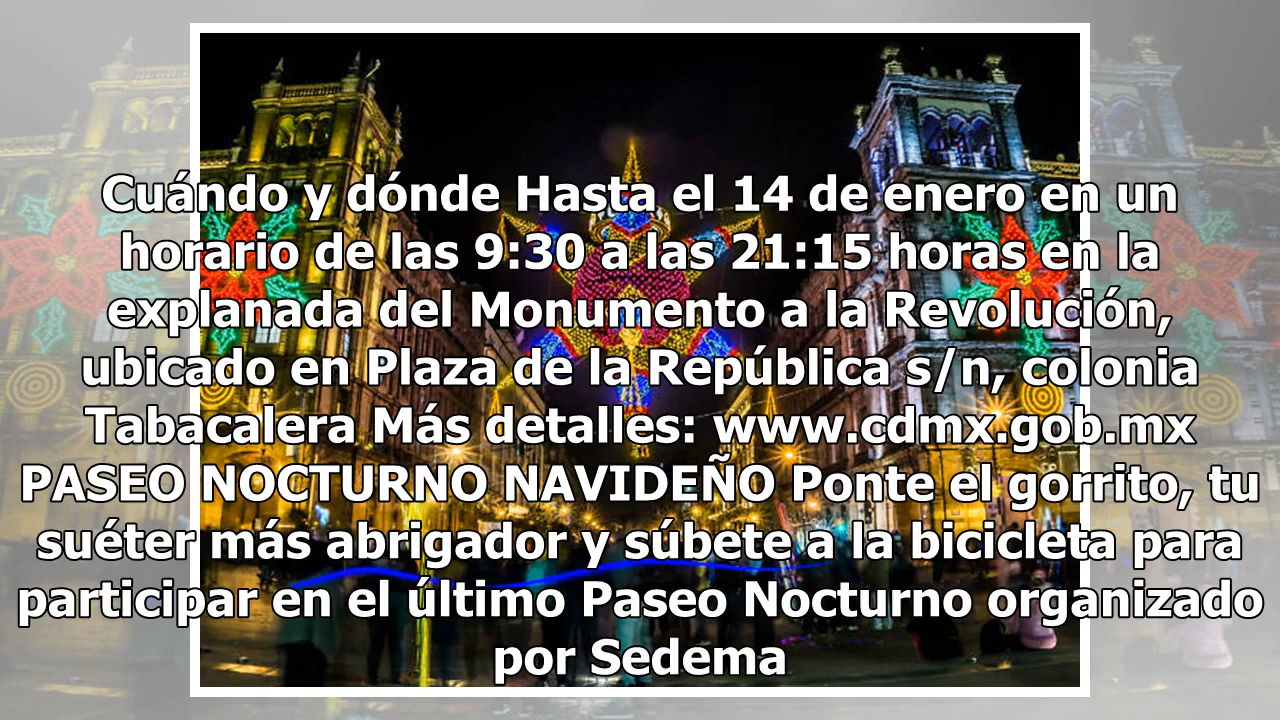 Cuándo y dónde Hasta el 14 de enero en un
horario de las 9:30 a las 21:15 horas en la
explanada del Monumento a la Revolución,
ubicado en Plaza de la República s/n, colonia
Tabacalera Más detalles: www.cdmx.gob.mx
PASEO NOCTURNO NAVIDEÑO Ponte el gorrito, tu
suéter más abrigador y súbete a la bicicleta para
participar en el último Paseo Nocturno organizado
por Sedema